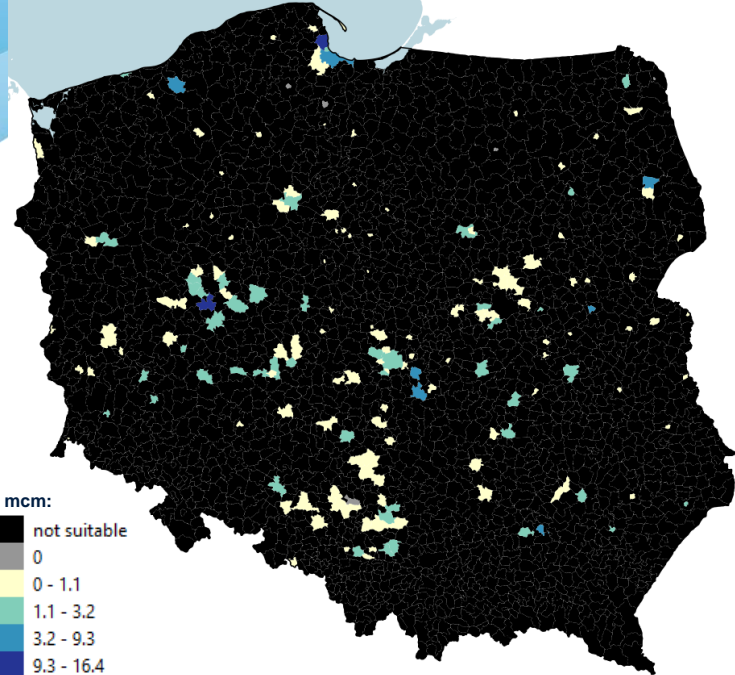 mcm:
not suitable
0
0 - 1.1
1.1 - 3.2
3.2 - 9.3
9.3 - 16.4